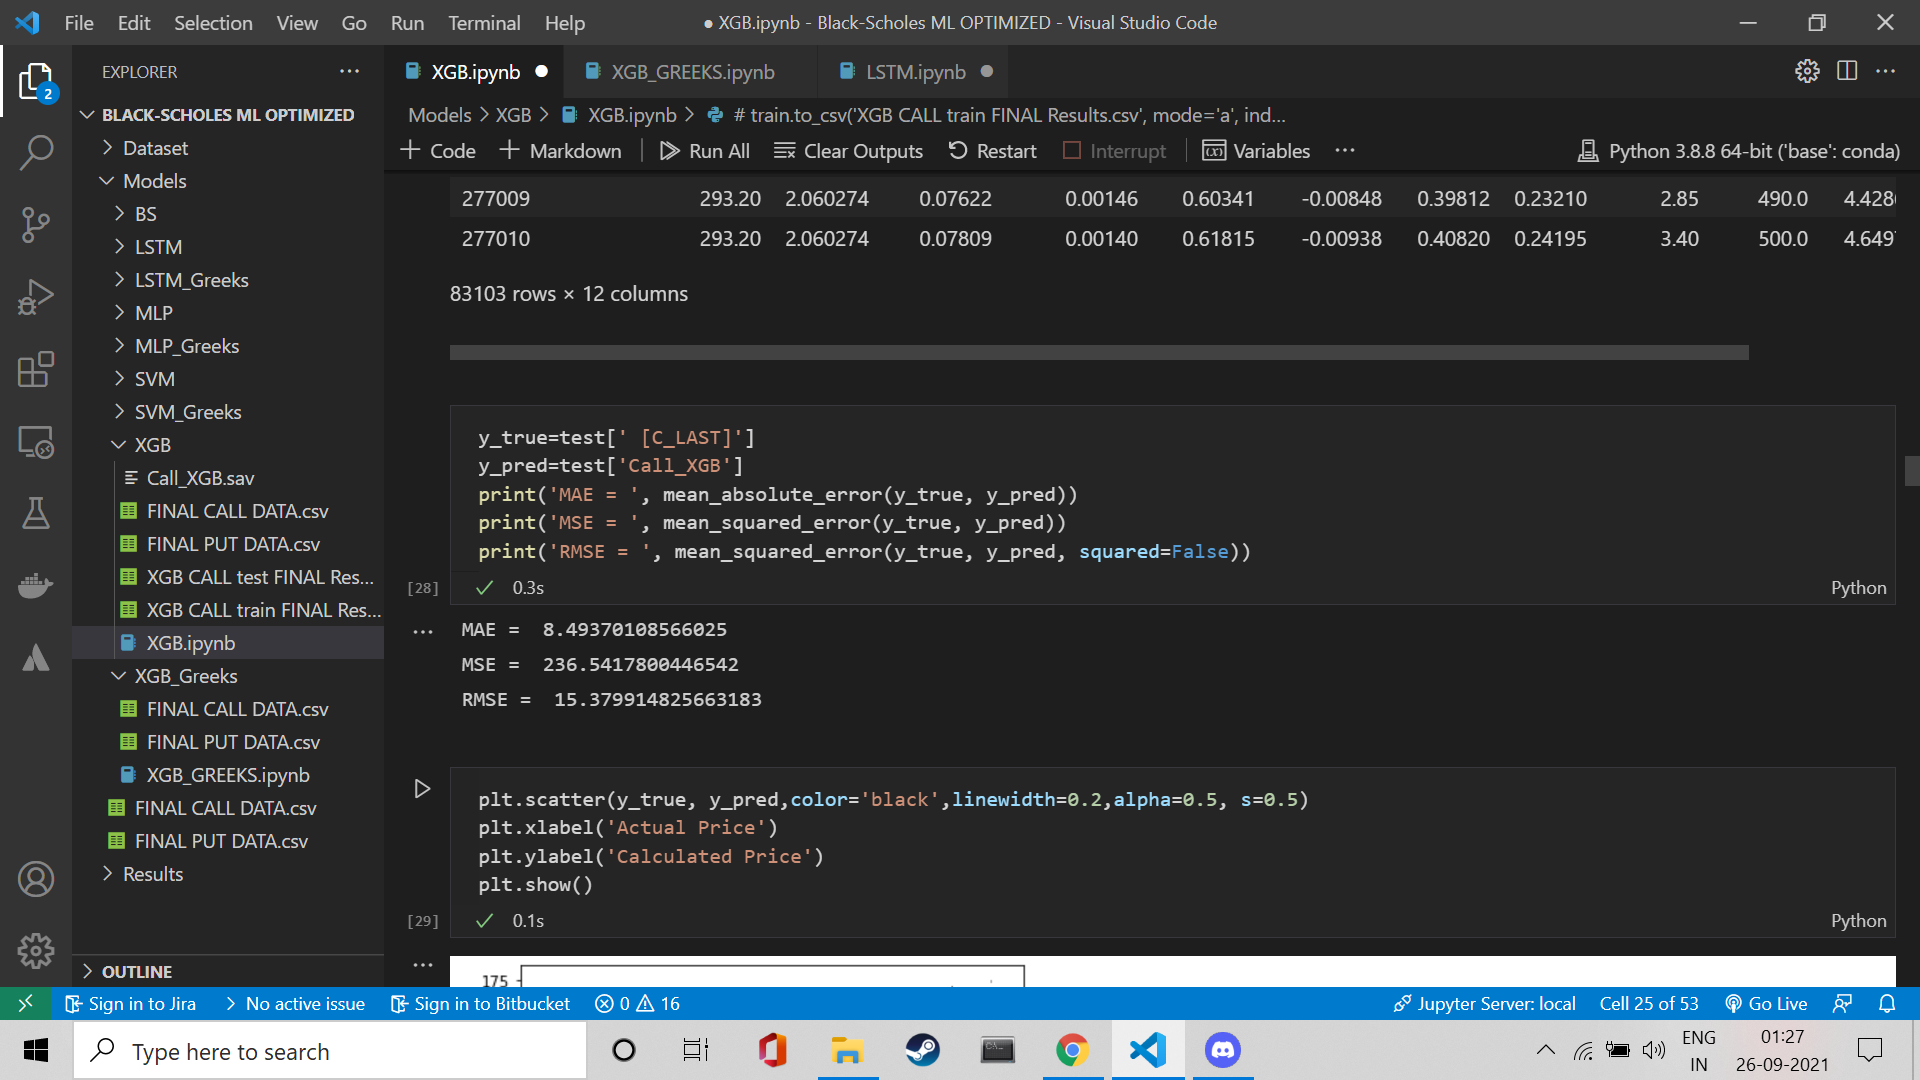 File Edit Selection View Go Run Terminal Help
● XGB.ipynb - Black-Scholes ML OPTIMIZED - Visual Studio Code
2
EXPLORER
BLACK-SCHOLES ML OPTIMIZED
Dataset
Models
BS
LSTM
LSTM_Greeks
MLP
MLP_Greeks
SVM
SVM_Greeks
XGB
Call_XGB.sav
FINAL CALL DATA.csv
FINAL PUT DATA.csv
XGB CALL test FINAL Res...
XGB CALL train FINAL Res...
XGB.ipynb
XGB_Greeks
FINAL CALL DATA.csv
FINAL PUT DATA.csv
XGB_GREEKS.ipynb
FINAL CALL DATA.csv
FINAL PUT DATA.csv
Results
OUTLINE
XGB.ipynb XGB_GREEKS.ipynb LSTM.ipynb
Models > XGB > XGB.ipynb > # train.to_csv('XGB CALL train FINAL Results.csv', mode='a', ind...
Code Markdown Run All Clear Outputs Restart Interrupt Variables Python 3.8.8 64-bit ('base': conda)
277009 293.20 2.060274 0.07622 0.00146 0.60341 -0.00848 0.39812 0.23210 2.85 490.0 4.428
277010 293.20 2.060274 0.07809 0.00140 0.61815 -0.00938 0.40820 0.24195 3.40 500.0 4.649
83103 rows × 12 columns
y_true=test[' [C_LAST]']
y_pred=test['Call_XGB']
print('MAE = ', mean_absolute_error(y_true, y_pred))
print('MSE = ', mean_squared_error(y_true, y_pred))
print('RMSE = ', mean_squared_error(y_true, y_pred, squared=False))
[28] 0.3s Python
MAE =  8.49370108566025
MSE =  236.5417800446542
RMSE =  15.379914825663183
plt.scatter(y_true, y_pred,color='black',linewidth=0.2,alpha=0.5, s=0.5)
plt.xlabel('Actual Price')
plt.ylabel('Calculated Price')
plt.show()
[29] 0.1s Python
175
Sign in to Jira No active issue Sign in to Bitbucket 0 16 Jupyter Server: local Cell 25 of 53 Go Live
Type here to search
ENG
IN
01:27
26-09-2021